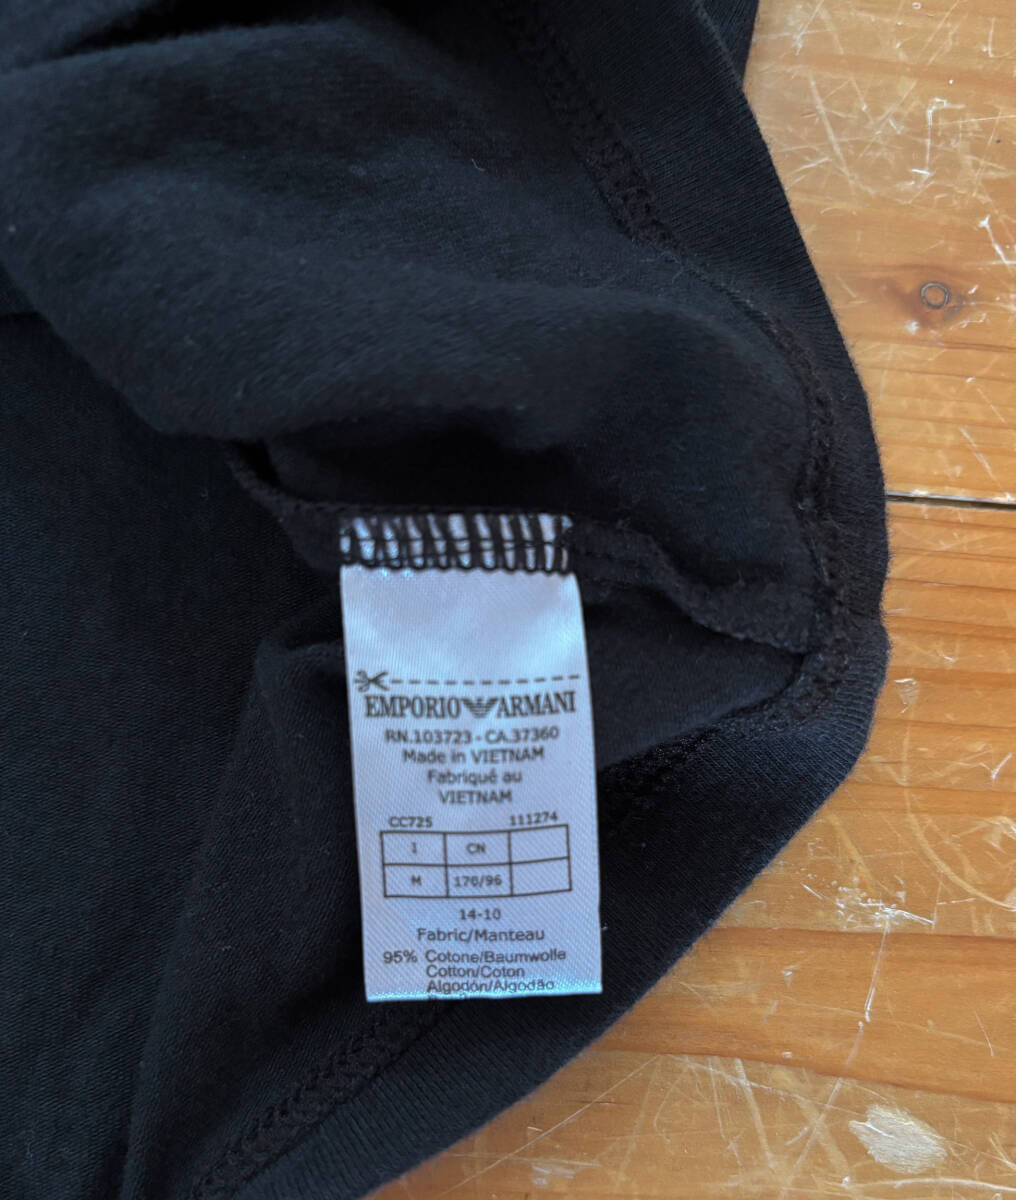 EMPORIO ARMANI
RN.103723 - CA.37360
Made in VIETNAM
Fabriqué au
VIETNAM
CC725 111274
I CN
M 170/96
14-10
Fabric/Manteau
95% Cotone/Baumwolle
Cotton/Coton
Algodón/Algodão